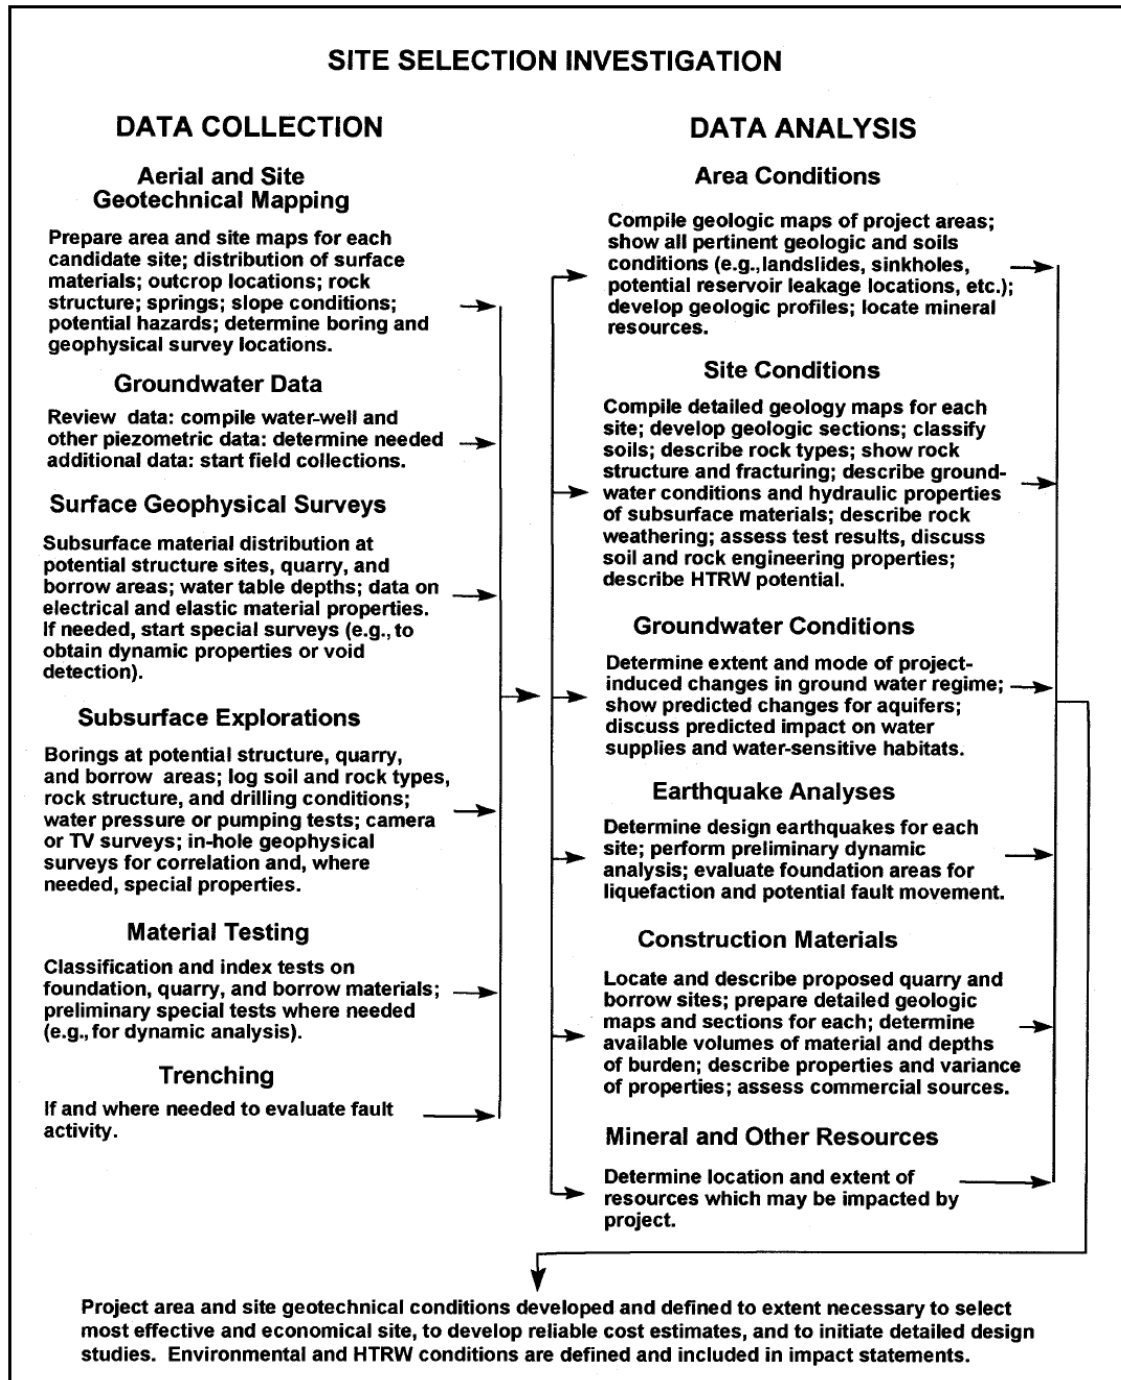 SITE SELECTION INVESTIGATION
DATA COLLECTION
Aerial and Site
Geotechnical Mapping
Prepare area and site maps for each
candidate site; distribution of surface
materials; outcrop locations; rock
structure; springs; slope conditions;
potential hazards; determine boring and
geophysical survey locations.
Groundwater Data
Review data: compile water-well and
other piezometric data: determine needed
additional data: start field collections.
Surface Geophysical Surveys
Subsurface material distribution at
potential structure sites, quarry, and
borrow areas; water table depths; data on
electrical and elastic material properties.
If needed, start special surveys (e.g., to
obtain dynamic properties or void
detection).
Subsurface Explorations
Borings at potential structure, quarry,
and borrow areas; log soil and rock types,
rock structure, and drilling conditions;
water pressure or pumping tests; camera
or TV surveys; in-hole geophysical
surveys for correlation and, where
needed, special properties.
Material Testing
Classification and index tests on
foundation, quarry, and borrow materials;
preliminary special tests where needed
(e.g., for dynamic analysis).
Trenching
If and where needed to evaluate fault
activity.
DATA ANALYSIS
Area Conditions
Compile geologic maps of project areas;
show all pertinent geologic and soils
conditions (e.g., landslides, sinkholes,
potential reservoir leakage locations, etc.);
develop geologic profiles; locate mineral
resources.
Site Conditions
Compile detailed geology maps for each
site; develop geologic sections; classify
soils; describe rock types; show rock
structure and fracturing; describe ground-
water conditions and hydraulic properties
of subsurface materials; describe rock
weathering; assess test results, discuss
soil and rock engineering properties;
describe HTRW potential.
Groundwater Conditions
Determine extent and mode of project-
induced changes in ground water regime;
show predicted changes for aquifers;
discuss predicted impact on water
supplies and water-sensitive habitats.
Earthquake Analyses
Determine design earthquakes for each
site; perform preliminary dynamic
analysis; evaluate foundation areas for
liquefaction and potential fault movement.
Construction Materials
Locate and describe proposed quarry and
borrow sites; prepare detailed geologic
maps and sections for each; determine
available volumes of material and depths
of burden; describe properties and variance
of properties; assess commercial sources.
Mineral and Other Resources
Determine location and extent of
resources which may be impacted by
project.
Project area and site geotechnical conditions developed and defined to extent necessary to select
most effective and economical site, to develop reliable cost estimates, and to initiate detailed design
studies.  Environmental and HTRW conditions are defined and included in impact statements.